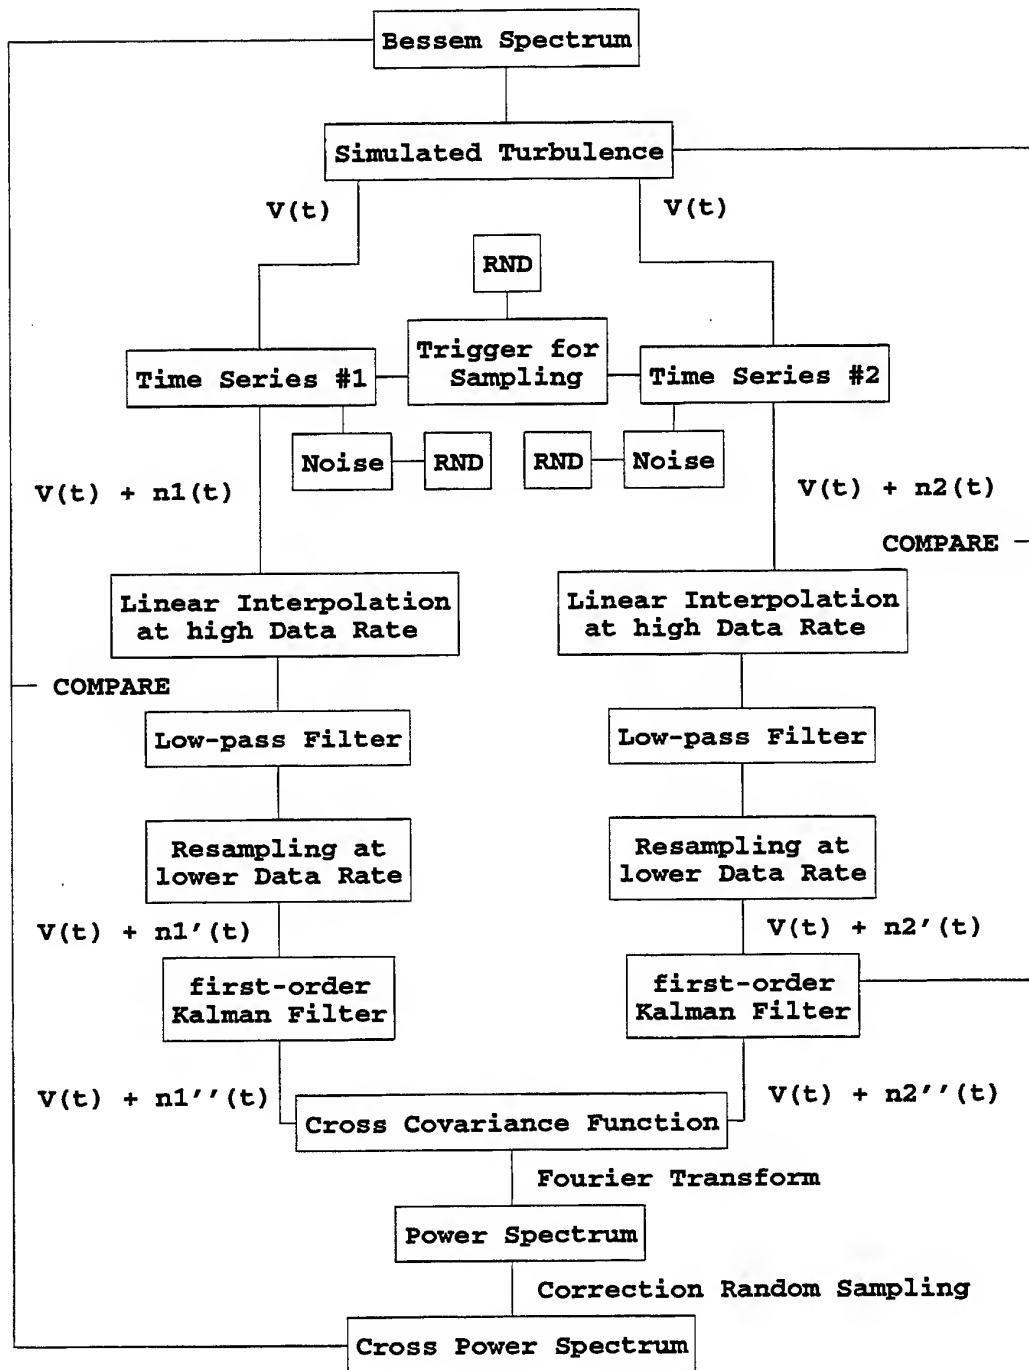 Bessem Spectrum
Simulated Turbulence
V(t)
V(t)
RND
Trigger for
Sampling
Time Series #1
Time Series #2
Noise
RND
RND
Noise
V(t) + n1(t)
V(t) + n2(t)
COMPARE
Linear Interpolation
at high Data Rate
Linear Interpolation
at high Data Rate
COMPARE
Low-pass Filter
Low-pass Filter
Resampling at
lower Data Rate
Resampling at
lower Data Rate
V(t) + n1'(t)
V(t) + n2'(t)
first-order
Kalman Filter
first-order
Kalman Filter
V(t) + n1''(t)
V(t) + n2''(t)
Cross Covariance Function
Fourier Transform
Power Spectrum
Correction Random Sampling
Cross Power Spectrum